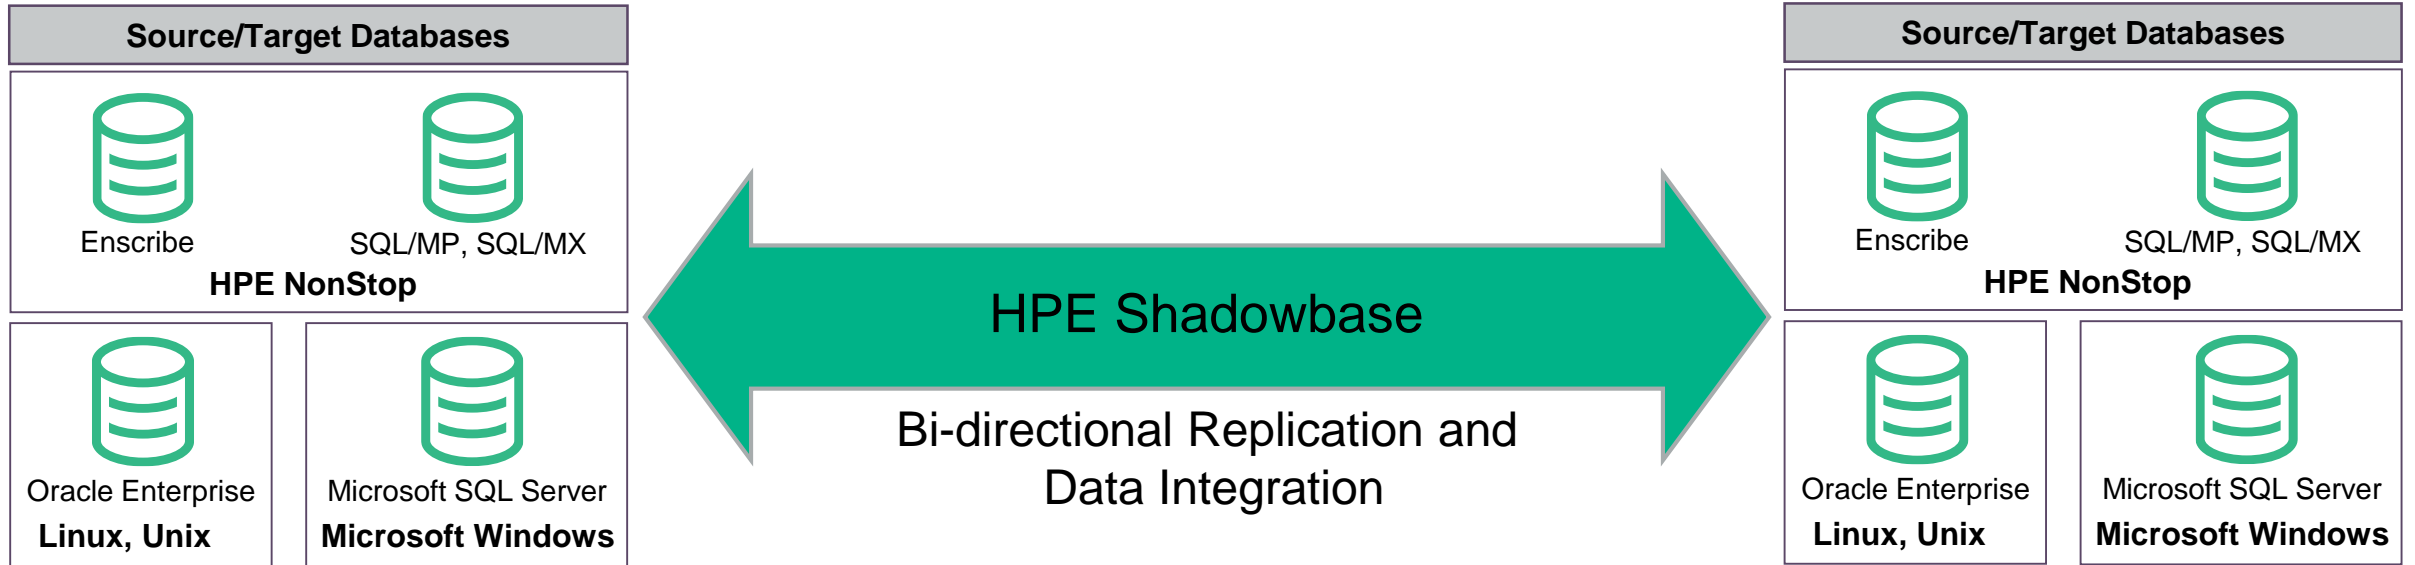 Source/Target Databases
Enscribe
SQL/MP, SQL/MX
HPE NonStop
Oracle Enterprise
Linux, Unix
Microsoft SQL Server
Microsoft Windows
HPE Shadowbase
Bi-directional Replication and
Data Integration
Source/Target Databases
Enscribe
SQL/MP, SQL/MX
HPE NonStop
Oracle Enterprise
Linux, Unix
Microsoft SQL Server
Microsoft Windows